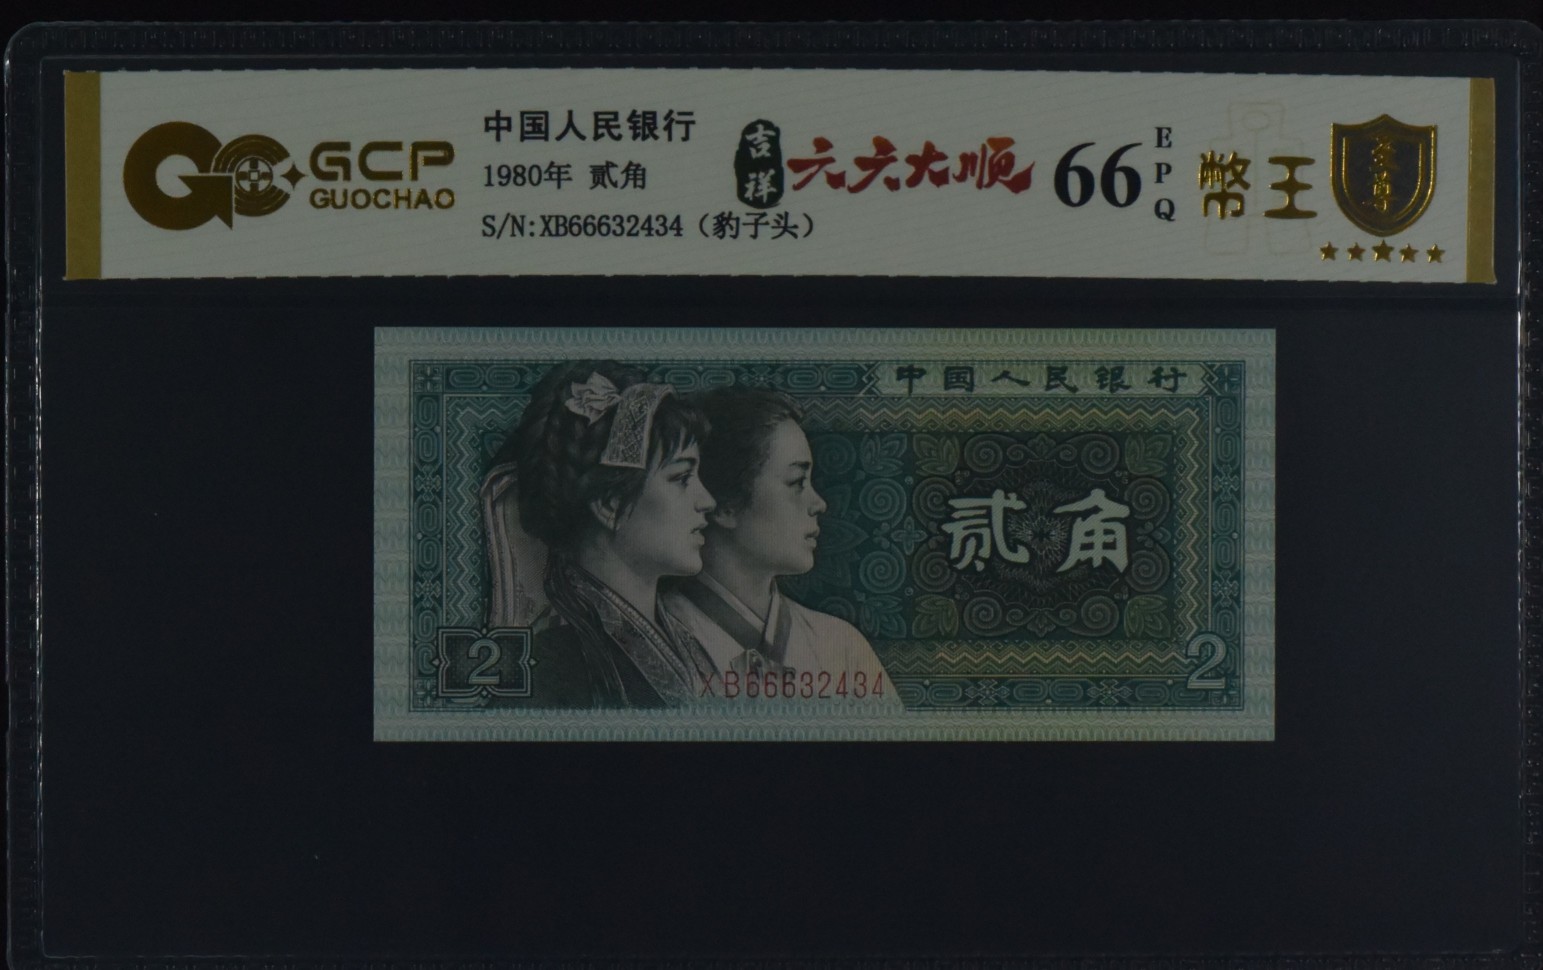 GCP
GUOCHAO
中国人民银行
1980年 贰角
S/N:XB66632434（豹子头）
吉祥
六六大顺
66
EPQ
幣王
至尊
中国人民银行
贰角
2
2
XB66632434